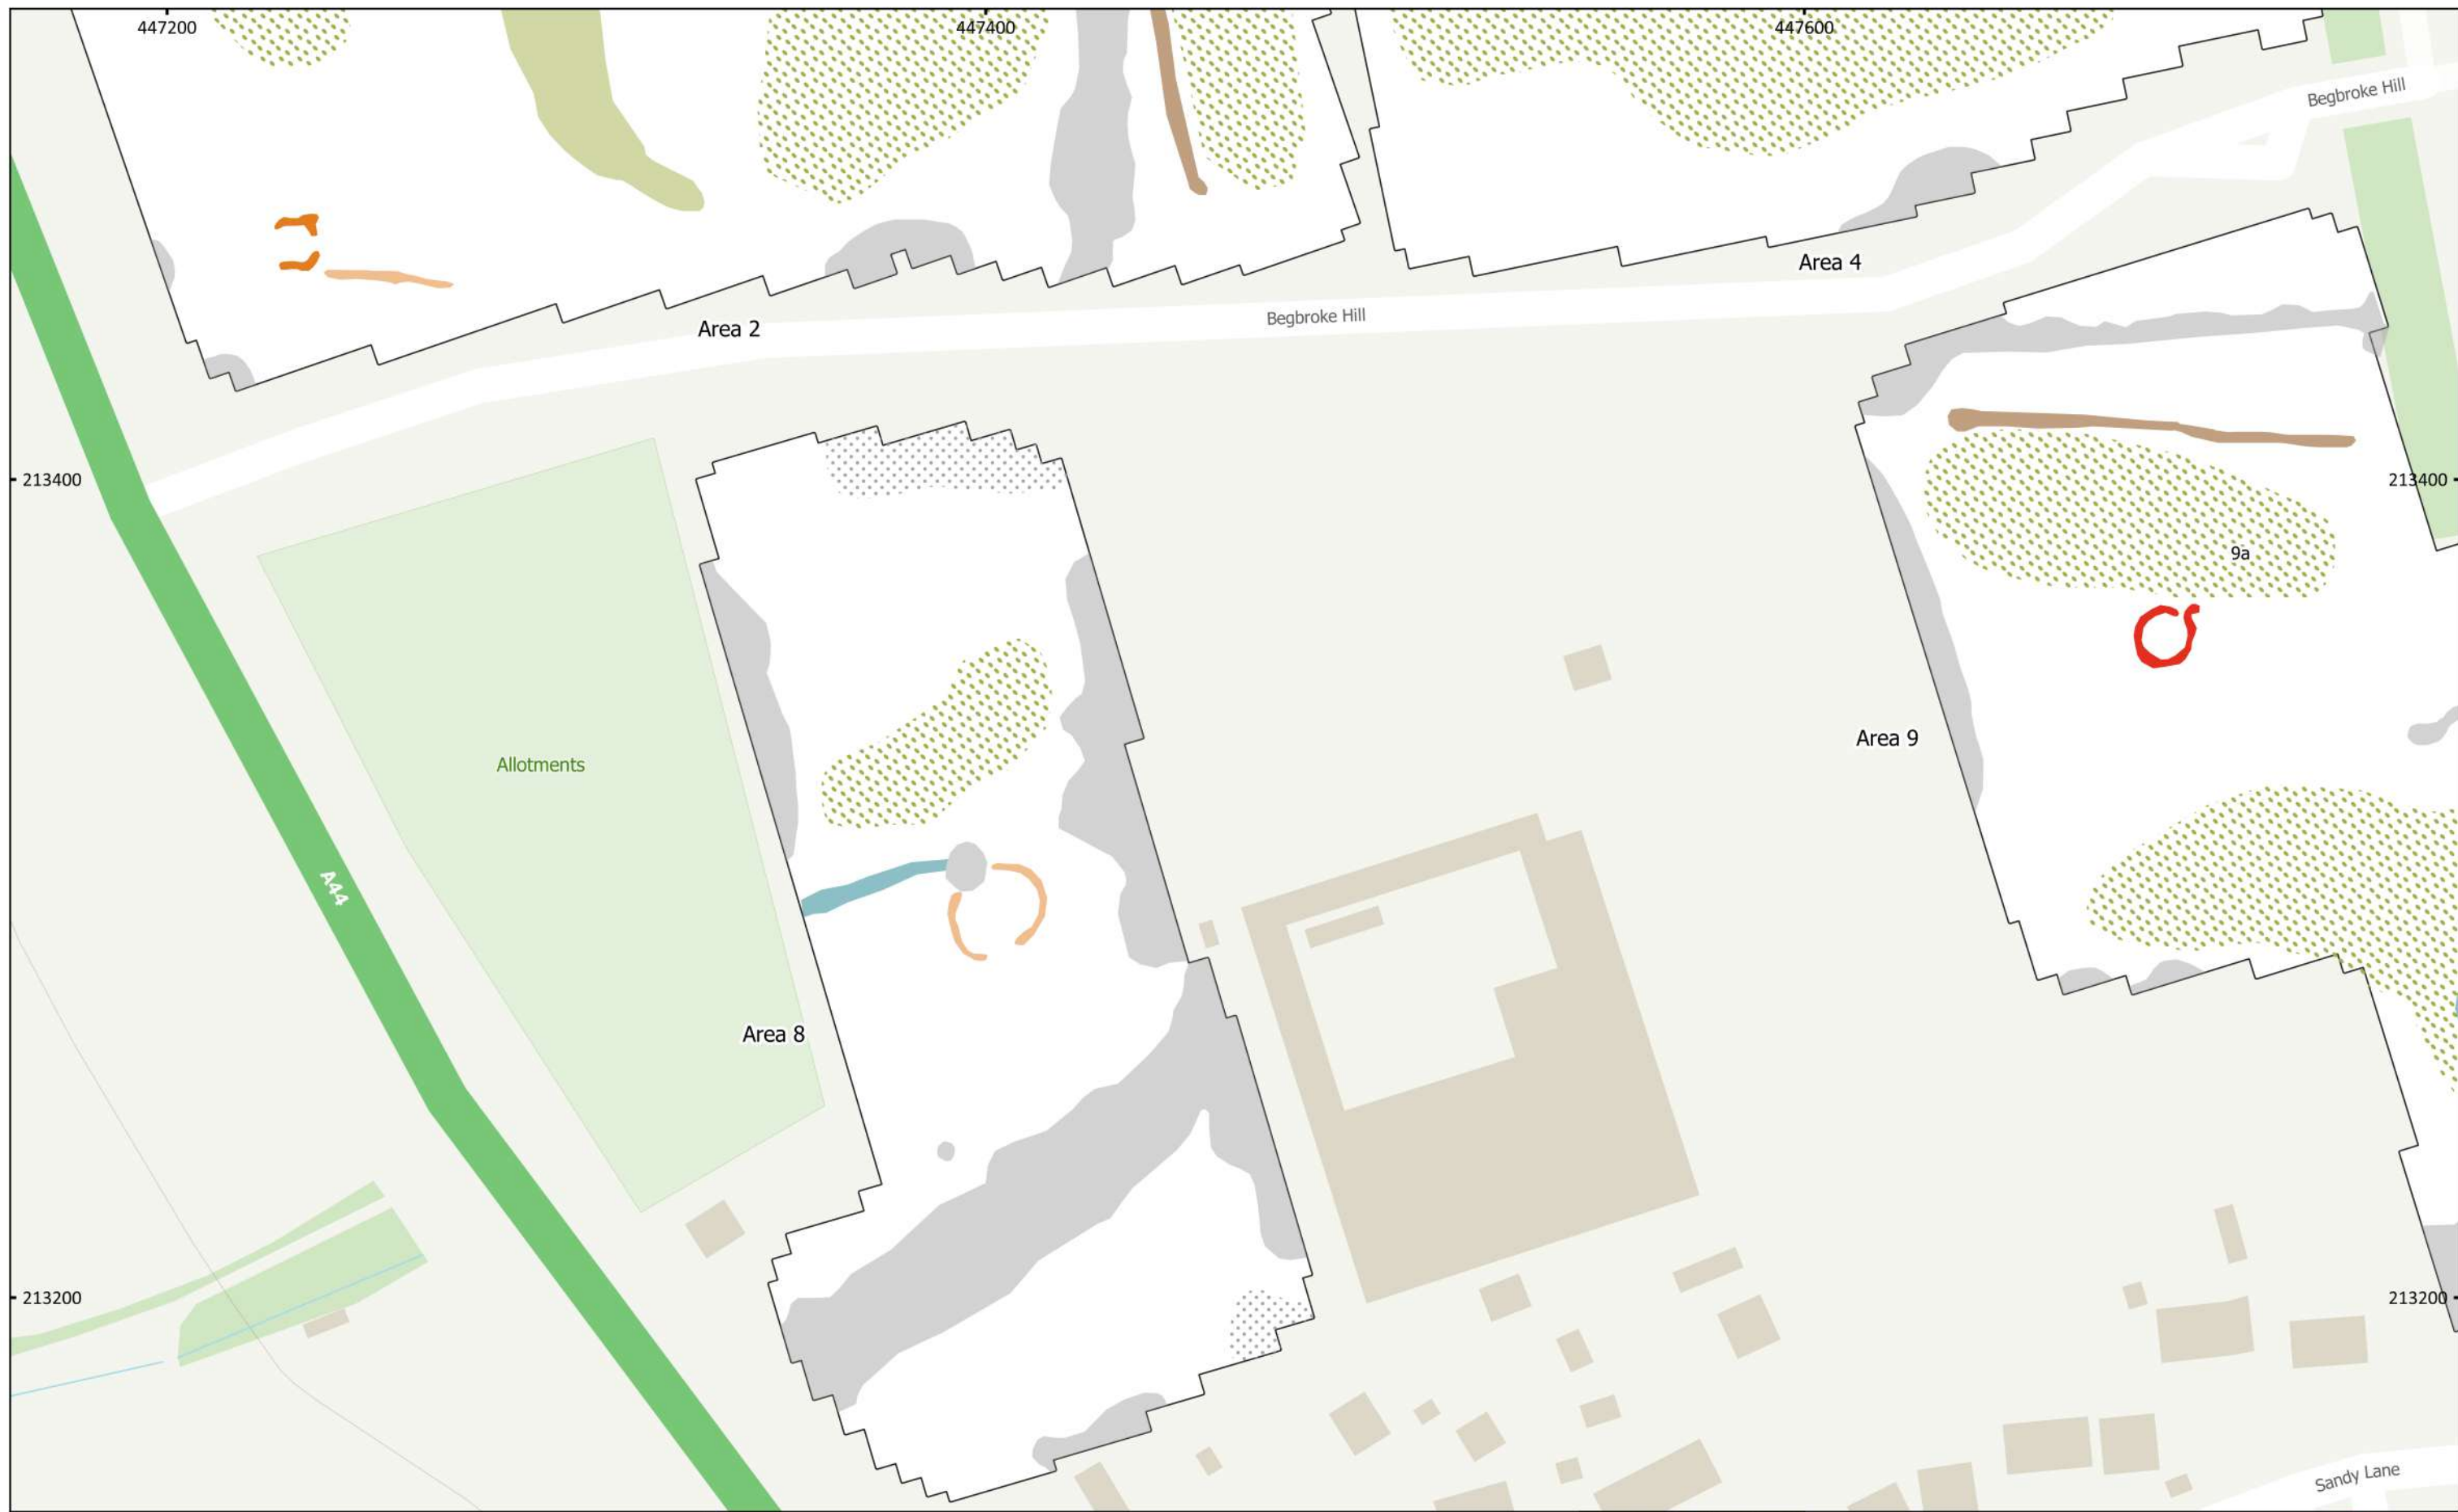 447200
447400
447600
Begbroke Hill
Area 4
Begbroke Hill
Area 2
213400
213400
9a
Area 9
Allotments
A44
Area 8
213200
213200
Sandy Lane